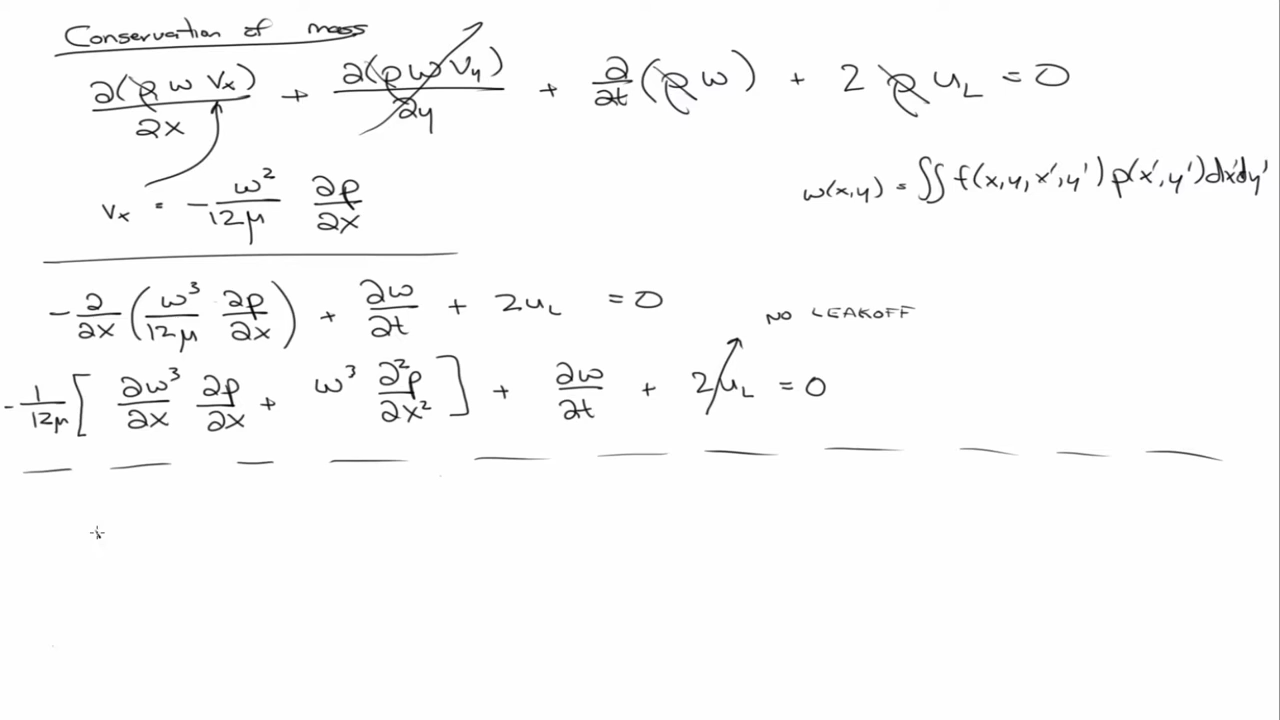 Conservation of mass
∂(ρ w vx)/∂x + ∂(ρ w vy)/∂y + ∂/∂t (ρ w) + 2 ρ uL = 0
w(x,y) = ∬ f(x,y,x',y') p(x',y') dx'dy'
vx = - w²/12μ ∂p/∂x
- ∂/∂x (w³/12μ ∂p/∂x) + ∂w/∂t + 2uL = 0
NO LEAKOFF
- 1/12μ [ ∂w³/∂x ∂p/∂x + w³ ∂²p/∂x² ] + ∂w/∂t + 2uL = 0